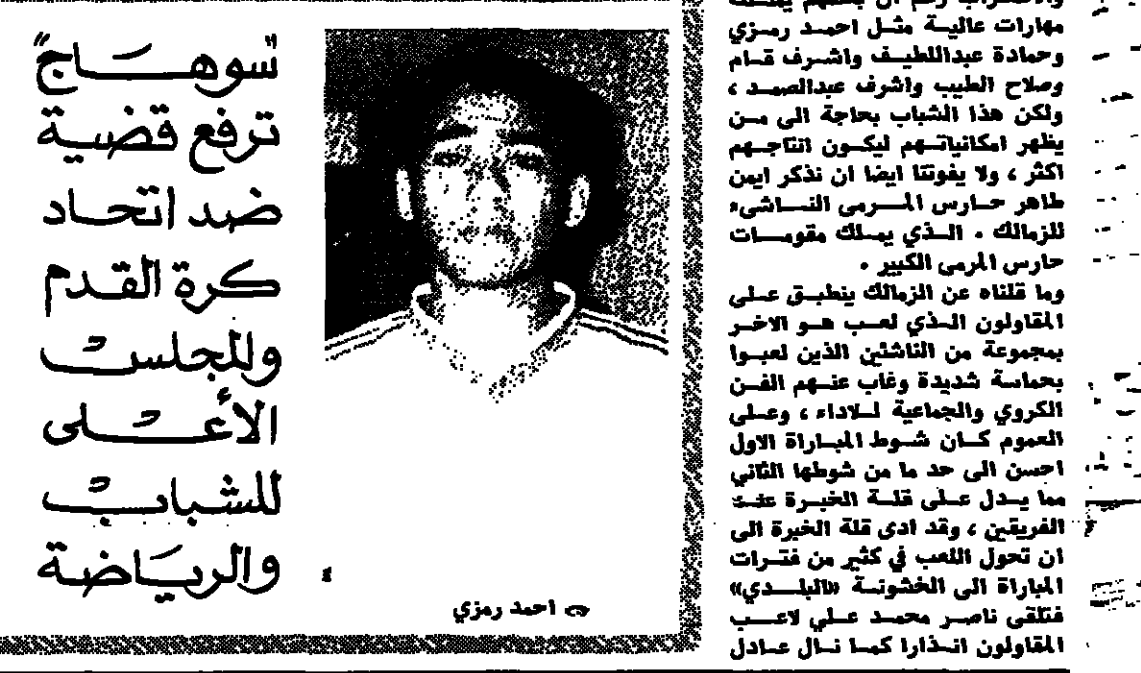 مهارات عالية مثل احمد رمزي
وحمادة عبداللطيف واشرف قاسم
وصلاح الطيب واشرف عبدالصمد ،
ولكن هذا الشباب بحاجة الى من
يظهر امكانياتهم ليكون انتاجهم
اكثر ، ولا يفوتنا ايضا ان نذكر ايمن
طاهر حارس المرمى الناشىء
للزمالك . الذي يملك مقومات
حارس المرمى الكبير .
وما قلناه عن الزمالك ينطبق على
المقاولون الذي لعب هو الاخر
بمجموعة من الناشئين الذين لعبوا
بحماسة شديدة وغاب عنهم الفن
الكروي والجماعية للاداء ، وعلى
العموم كان شوط المباراة الاول
احسن الى حد ما من شوطها الثاني
مما يدل على قلة الخبرة عند
الفريقين ، وقد ادى قلة الخبرة الى
ان تحول اللعب في كثير من فترات
المباراة الى الخشونة «البلدي»
فتلقى ناصر محمد علي لاعب
المقاولون انذارا كما نال عادل
احمد رمزي
"سوهاج"
ترفع قضية
ضد اتحاد
كرة القدم
والمجلس
الأعلى
للشباب
والرياضة